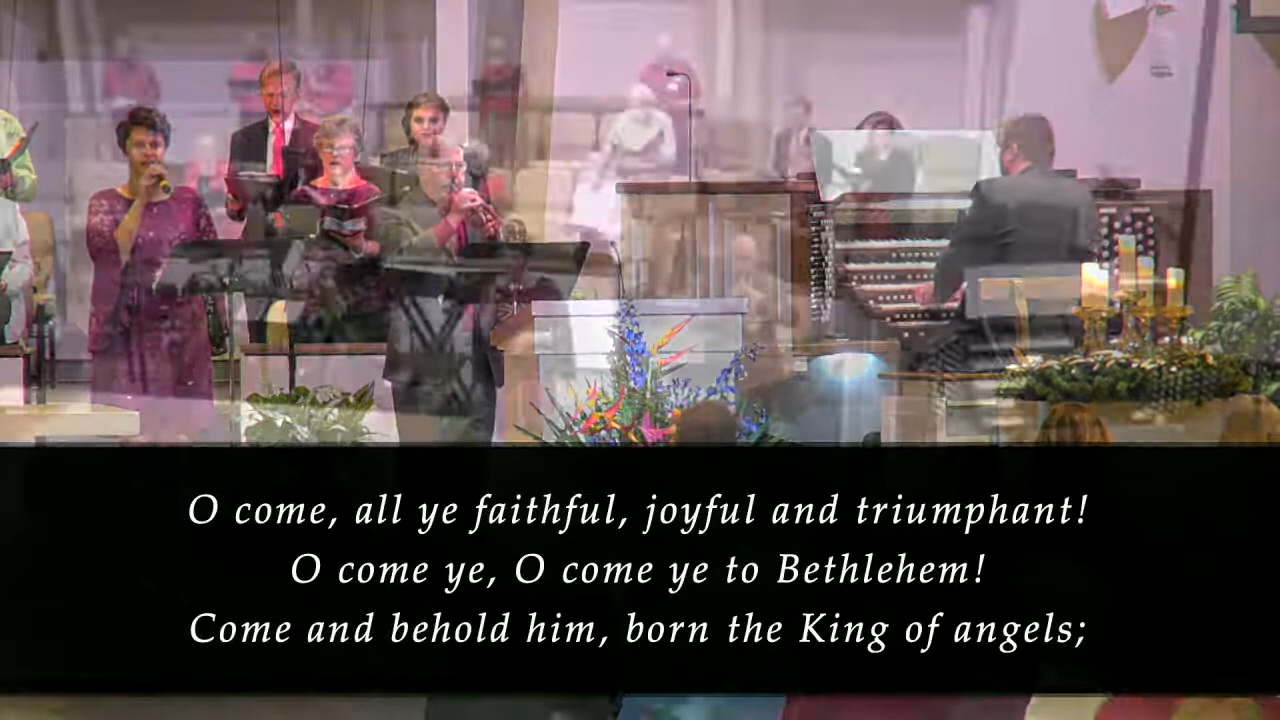 O come, all ye faithful, joyful and triumphant!
O come ye, O come ye to Bethlehem!
Come and behold him, born the King of angels;